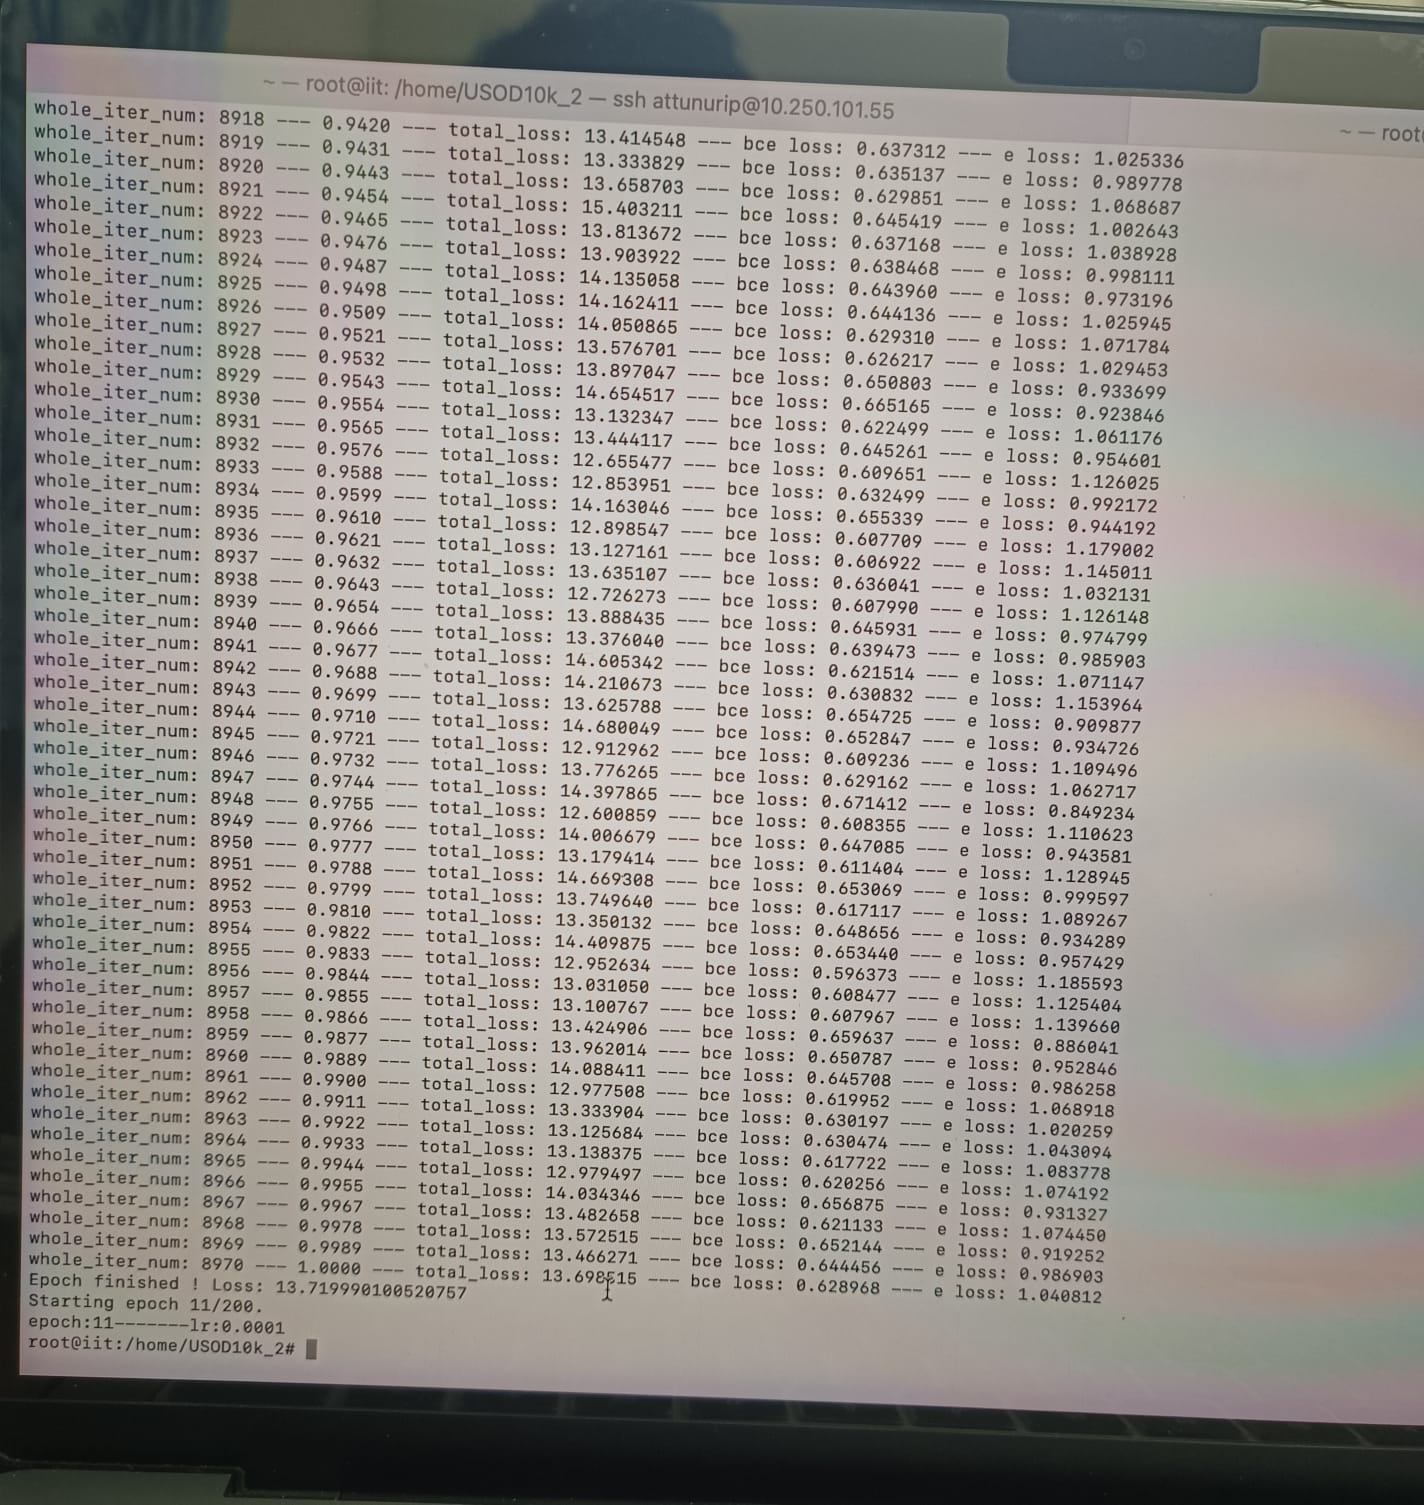 ~ — root@iit: /home/USOD10k_2 — ssh attunurip@10.250.101.55
~ — root
whole_iter_num: 8918 --- 0.9420 --- total_loss: 13.414548 --- bce loss: 0.637312 --- e loss: 1.025336
whole_iter_num: 8919 --- 0.9431 --- total_loss: 13.333829 --- bce loss: 0.635137 --- e loss: 0.989778
whole_iter_num: 8920 --- 0.9443 --- total_loss: 13.658703 --- bce loss: 0.629851 --- e loss: 1.068687
whole_iter_num: 8921 --- 0.9454 --- total_loss: 15.403211 --- bce loss: 0.645419 --- e loss: 1.002643
whole_iter_num: 8922 --- 0.9465 --- total_loss: 13.813672 --- bce loss: 0.637168 --- e loss: 1.038928
whole_iter_num: 8923 --- 0.9476 --- total_loss: 13.903922 --- bce loss: 0.638468 --- e loss: 0.998111
whole_iter_num: 8924 --- 0.9487 --- total_loss: 14.135058 --- bce loss: 0.643960 --- e loss: 0.973196
whole_iter_num: 8925 --- 0.9498 --- total_loss: 14.162411 --- bce loss: 0.644136 --- e loss: 1.025945
whole_iter_num: 8926 --- 0.9509 --- total_loss: 14.050865 --- bce loss: 0.629310 --- e loss: 1.071784
whole_iter_num: 8927 --- 0.9521 --- total_loss: 13.576701 --- bce loss: 0.626217 --- e loss: 1.029453
whole_iter_num: 8928 --- 0.9532 --- total_loss: 13.897047 --- bce loss: 0.650803 --- e loss: 0.933699
whole_iter_num: 8929 --- 0.9543 --- total_loss: 14.654517 --- bce loss: 0.665165 --- e loss: 0.923846
whole_iter_num: 8930 --- 0.9554 --- total_loss: 13.132347 --- bce loss: 0.622499 --- e loss: 1.061176
whole_iter_num: 8931 --- 0.9565 --- total_loss: 13.444117 --- bce loss: 0.645261 --- e loss: 0.954601
whole_iter_num: 8932 --- 0.9576 --- total_loss: 12.655477 --- bce loss: 0.609651 --- e loss: 1.126025
whole_iter_num: 8933 --- 0.9588 --- total_loss: 12.853951 --- bce loss: 0.632499 --- e loss: 0.992172
whole_iter_num: 8934 --- 0.9599 --- total_loss: 14.163046 --- bce loss: 0.655339 --- e loss: 0.944192
whole_iter_num: 8935 --- 0.9610 --- total_loss: 12.898547 --- bce loss: 0.607709 --- e loss: 1.179002
whole_iter_num: 8936 --- 0.9621 --- total_loss: 13.127161 --- bce loss: 0.606922 --- e loss: 1.145011
whole_iter_num: 8937 --- 0.9632 --- total_loss: 13.635107 --- bce loss: 0.636041 --- e loss: 1.032131
whole_iter_num: 8938 --- 0.9643 --- total_loss: 12.726273 --- bce loss: 0.607990 --- e loss: 1.126148
whole_iter_num: 8939 --- 0.9654 --- total_loss: 13.888435 --- bce loss: 0.645931 --- e loss: 0.974799
whole_iter_num: 8940 --- 0.9666 --- total_loss: 13.376040 --- bce loss: 0.639473 --- e loss: 0.985903
whole_iter_num: 8941 --- 0.9677 --- total_loss: 14.605342 --- bce loss: 0.621514 --- e loss: 1.071147
whole_iter_num: 8942 --- 0.9688 --- total_loss: 14.210673 --- bce loss: 0.630832 --- e loss: 1.153964
whole_iter_num: 8943 --- 0.9699 --- total_loss: 13.625788 --- bce loss: 0.654725 --- e loss: 0.909877
whole_iter_num: 8944 --- 0.9710 --- total_loss: 14.680049 --- bce loss: 0.652847 --- e loss: 0.934726
whole_iter_num: 8945 --- 0.9721 --- total_loss: 12.912962 --- bce loss: 0.609236 --- e loss: 1.109496
whole_iter_num: 8946 --- 0.9732 --- total_loss: 13.776265 --- bce loss: 0.629162 --- e loss: 1.062717
whole_iter_num: 8947 --- 0.9744 --- total_loss: 14.397865 --- bce loss: 0.671412 --- e loss: 0.849234
whole_iter_num: 8948 --- 0.9755 --- total_loss: 12.600859 --- bce loss: 0.608355 --- e loss: 1.110623
whole_iter_num: 8949 --- 0.9766 --- total_loss: 14.006679 --- bce loss: 0.647085 --- e loss: 0.943581
whole_iter_num: 8950 --- 0.9777 --- total_loss: 13.179414 --- bce loss: 0.611404 --- e loss: 1.128945
whole_iter_num: 8951 --- 0.9788 --- total_loss: 14.669308 --- bce loss: 0.653069 --- e loss: 0.999597
whole_iter_num: 8952 --- 0.9799 --- total_loss: 13.749640 --- bce loss: 0.617117 --- e loss: 1.089267
whole_iter_num: 8953 --- 0.9810 --- total_loss: 13.350132 --- bce loss: 0.648656 --- e loss: 0.934289
whole_iter_num: 8954 --- 0.9822 --- total_loss: 14.409875 --- bce loss: 0.653440 --- e loss: 0.957429
whole_iter_num: 8955 --- 0.9833 --- total_loss: 12.952634 --- bce loss: 0.596373 --- e loss: 1.185593
whole_iter_num: 8956 --- 0.9844 --- total_loss: 13.031050 --- bce loss: 0.608477 --- e loss: 1.125404
whole_iter_num: 8957 --- 0.9855 --- total_loss: 13.100767 --- bce loss: 0.607967 --- e loss: 1.139660
whole_iter_num: 8958 --- 0.9866 --- total_loss: 13.424906 --- bce loss: 0.659637 --- e loss: 0.886041
whole_iter_num: 8959 --- 0.9877 --- total_loss: 13.962014 --- bce loss: 0.650787 --- e loss: 0.952846
whole_iter_num: 8960 --- 0.9889 --- total_loss: 14.088411 --- bce loss: 0.645708 --- e loss: 0.986258
whole_iter_num: 8961 --- 0.9900 --- total_loss: 12.977508 --- bce loss: 0.619952 --- e loss: 1.068918
whole_iter_num: 8962 --- 0.9911 --- total_loss: 13.333904 --- bce loss: 0.630197 --- e loss: 1.020259
whole_iter_num: 8963 --- 0.9922 --- total_loss: 13.125684 --- bce loss: 0.630474 --- e loss: 1.043094
whole_iter_num: 8964 --- 0.9933 --- total_loss: 13.138375 --- bce loss: 0.617722 --- e loss: 1.083778
whole_iter_num: 8965 --- 0.9944 --- total_loss: 12.979497 --- bce loss: 0.620256 --- e loss: 1.074192
whole_iter_num: 8966 --- 0.9955 --- total_loss: 14.034346 --- bce loss: 0.656875 --- e loss: 0.931327
whole_iter_num: 8967 --- 0.9967 --- total_loss: 13.482658 --- bce loss: 0.621133 --- e loss: 1.074450
whole_iter_num: 8968 --- 0.9978 --- total_loss: 13.572515 --- bce loss: 0.652144 --- e loss: 0.919252
whole_iter_num: 8969 --- 0.9989 --- total_loss: 13.466271 --- bce loss: 0.644456 --- e loss: 0.986903
whole_iter_num: 8970 --- 1.0000 --- total_loss: 13.698515 --- bce loss: 0.628968 --- e loss: 1.040812
Epoch finished ! Loss: 13.719990100520757
Starting epoch 11/200.
epoch:11-------lr:0.0001
root@iit:/home/USOD10k_2#